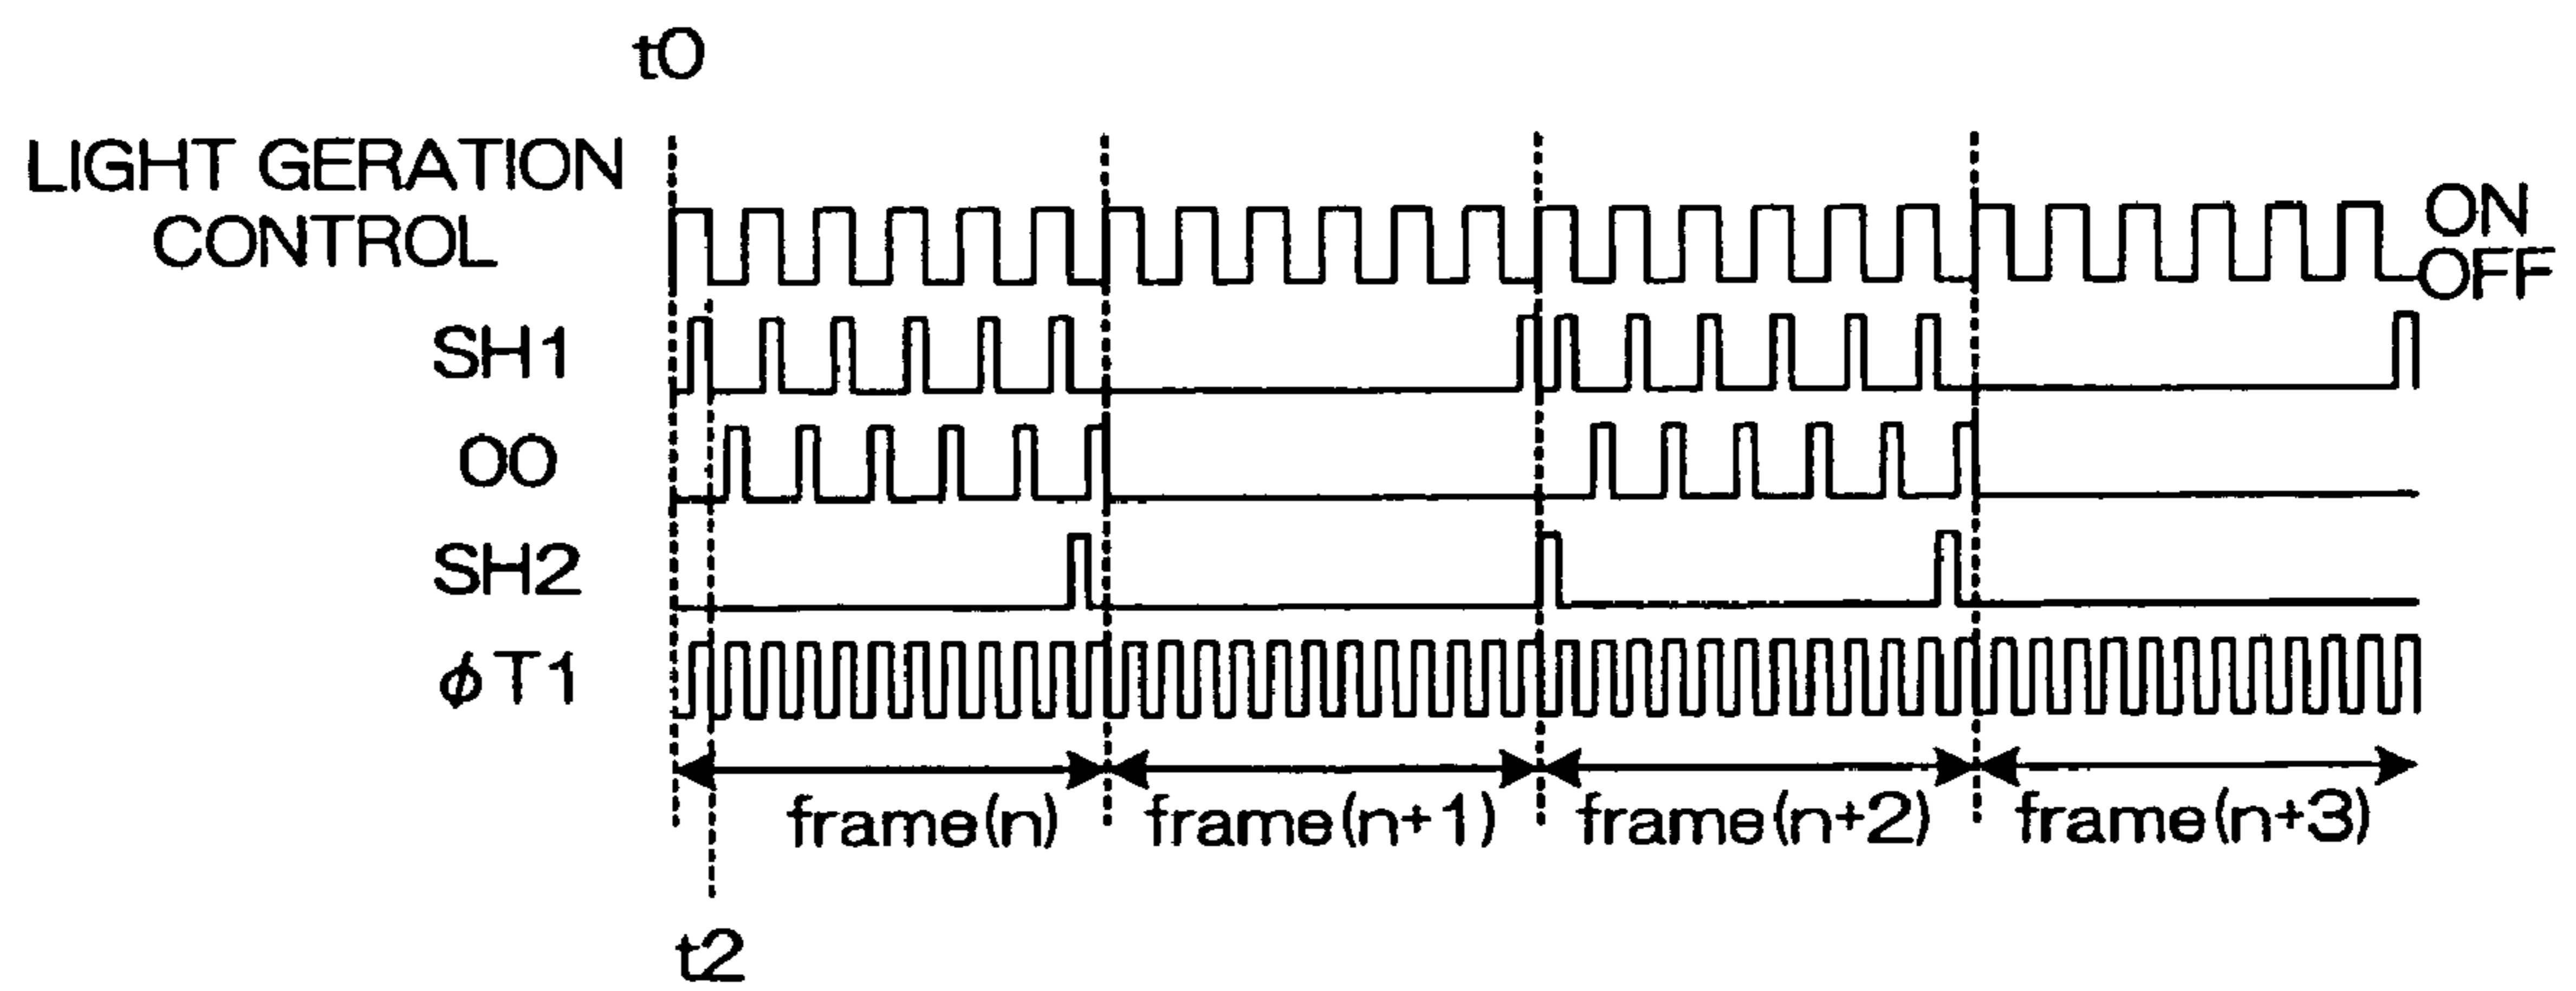 t0
LIGHT GERATION
CONTROL
ON
OFF
SH1
OO
SH2
ϕT1
frame(n)
frame(n+1)
frame(n+2)
frame(n+3)
t2